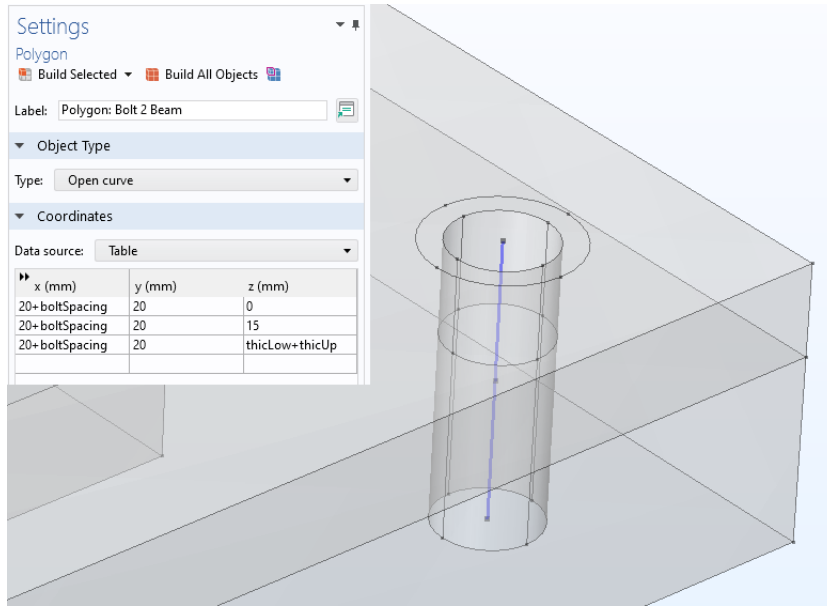 Settings
Polygon
Build Selected Build All Objects
Label: Polygon: Bolt 2 Beam
Object Type
Type: Open curve
Coordinates
Data source: Table
x (mm) y (mm) z (mm)
20+boltSpacing 20 0
20+boltSpacing 20 15
20+boltSpacing 20 thicLow+thicUp